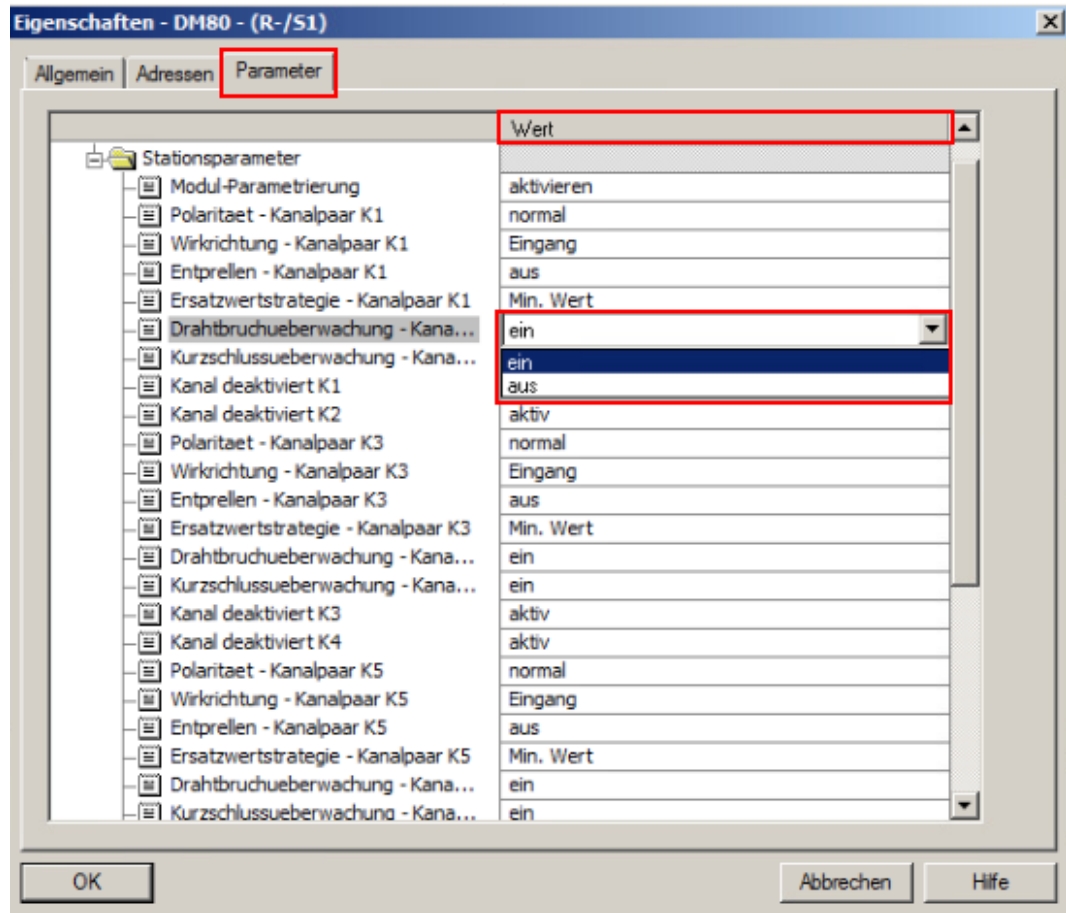 Eigenschaften - DM80 - (R-/S1)
Allgemein Adressen Parameter
Wert
Stationsparameter
Modul-Parametrierung aktivieren
Polaritaet - Kanalpaar K1 normal
Wirkrichtung - Kanalpaar K1 Eingang
Entprellen - Kanalpaar K1 aus
Ersatzwertstrategie - Kanalpaar K1 Min. Wert
Drahtbruchueberwachung - Kana... ein
Kurzschlussueberwachung - Kana... ein
Kanal deaktiviert K1 aus
Kanal deaktiviert K2 aktiv
Polaritaet - Kanalpaar K3 normal
Wirkrichtung - Kanalpaar K3 Eingang
Entprellen - Kanalpaar K3 aus
Ersatzwertstrategie - Kanalpaar K3 Min. Wert
Drahtbruchueberwachung - Kana... ein
Kurzschlussueberwachung - Kana... ein
Kanal deaktiviert K3 aktiv
Kanal deaktiviert K4 aktiv
Polaritaet - Kanalpaar K5 normal
Wirkrichtung - Kanalpaar K5 Eingang
Entprellen - Kanalpaar K5 aus
Ersatzwertstrategie - Kanalpaar K5 Min. Wert
Drahtbruchueberwachung - Kana... ein
Kurzschlussueberwachung - Kana... ein
OK Abbrechen Hilfe